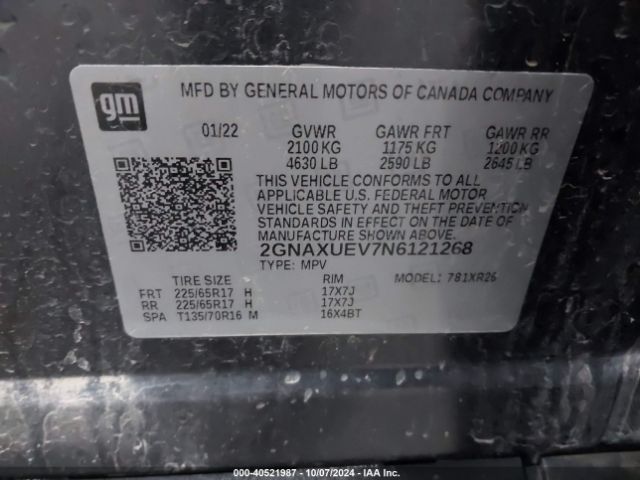 gm
MFD BY GENERAL MOTORS OF CANADA COMPANY
01/22 GVWR GAWR FRT GAWR RR
2100 KG 1175 KG 1200 KG
4630 LB 2590 LB 2645 LB
THIS VEHICLE CONFORMS TO ALL
APPLICABLE U.S. FEDERAL MOTOR
VEHICLE SAFETY AND THEFT PREVENTION
STANDARDS IN EFFECT ON THE DATE
OF MANUFACTURE SHOWN ABOVE.
2GNAXUEV7N6121268
TYPE: MPV MODEL: 781XR26
TIRE SIZE RIM
FRT 225/65R17 H 17X7J
RR 225/65R17 H 17X7J
SPA T135/70R16 M 16X4BT
000-40521987 - 10/07/2024 - IAA Inc.